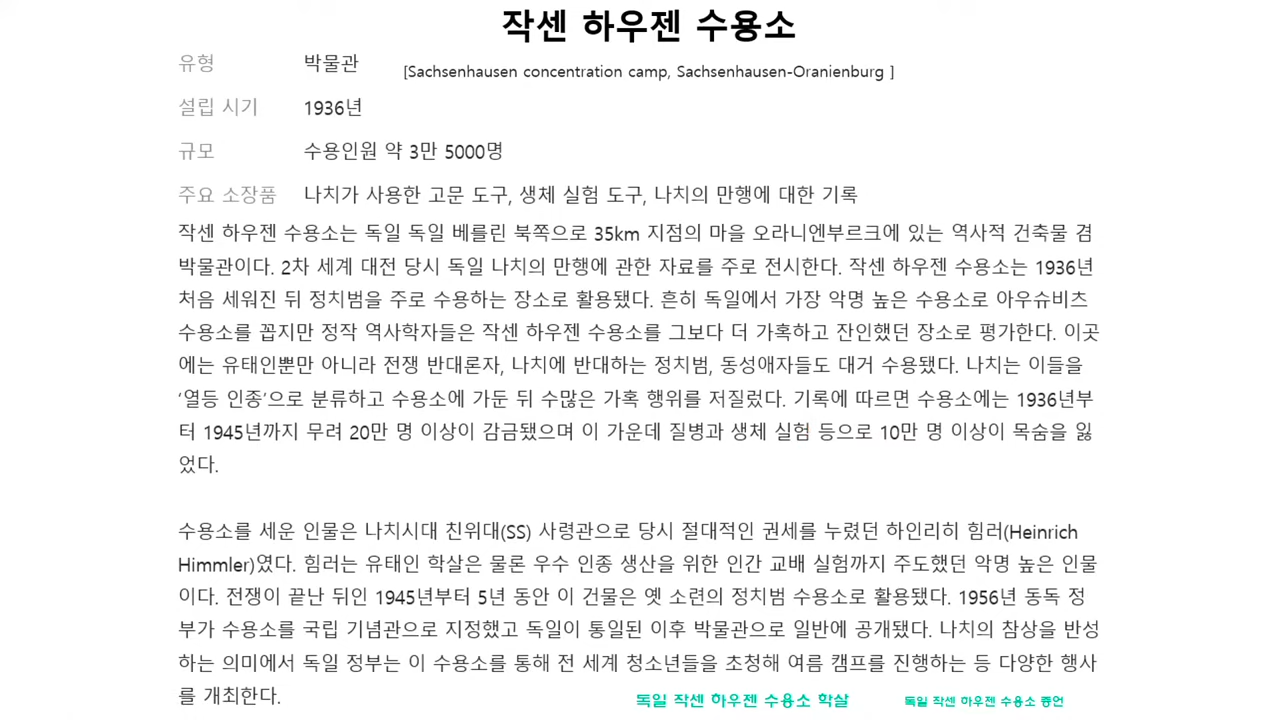 작센 하우젠 수용소
[Sachsenhausen concentration camp, Sachsenhausen-Oranienburg ]
유형 박물관
설립 시기 1936년
규모 수용인원 약 3만 5000명
주요 소장품 나치가 사용한 고문 도구, 생체 실험 도구, 나치의 만행에 대한 기록
작센 하우젠 수용소는 독일 독일 베를린 북쪽으로 35km 지점의 마을 오라니엔부르크에 있는 역사적 건축물 겸
박물관이다. 2차 세계 대전 당시 독일 나치의 만행에 관한 자료를 주로 전시한다. 작센 하우젠 수용소는 1936년
처음 세워진 뒤 정치범을 주로 수용하는 장소로 활용됐다. 흔히 독일에서 가장 악명 높은 수용소로 아우슈비츠
수용소를 꼽지만 정작 역사학자들은 작센 하우젠 수용소를 그보다 더 가혹하고 잔인했던 장소로 평가한다. 이곳
에는 유태인뿐만 아니라 전쟁 반대론자, 나치에 반대하는 정치범, 동성애자들도 대거 수용됐다. 나치는 이들을
‘열등 인종’으로 분류하고 수용소에 가둔 뒤 수많은 가혹 행위를 저질렀다. 기록에 따르면 수용소에는 1936년부
터 1945년까지 무려 20만 명 이상이 감금됐으며 이 가운데 질병과 생체 실험 등으로 10만 명 이상이 목숨을 잃
었다.
수용소를 세운 인물은 나치시대 친위대(SS) 사령관으로 당시 절대적인 권세를 누렸던 하인리히 힘러(Heinrich
Himmler)였다. 힘러는 유태인 학살은 물론 우수 인종 생산을 위한 인간 교배 실험까지 주도했던 악명 높은 인물
이다. 전쟁이 끝난 뒤인 1945년부터 5년 동안 이 건물은 옛 소련의 정치범 수용소로 활용됐다. 1956년 동독 정
부가 수용소를 국립 기념관으로 지정했고 독일이 통일된 이후 박물관으로 일반에 공개됐다. 나치의 참상을 반성
하는 의미에서 독일 정부는 이 수용소를 통해 전 세계 청소년들을 초청해 여름 캠프를 진행하는 등 다양한 행사
를 개최한다.
독일 작센 하우젠 수용소 학살 독일 작센 하우젠 수용소 증언